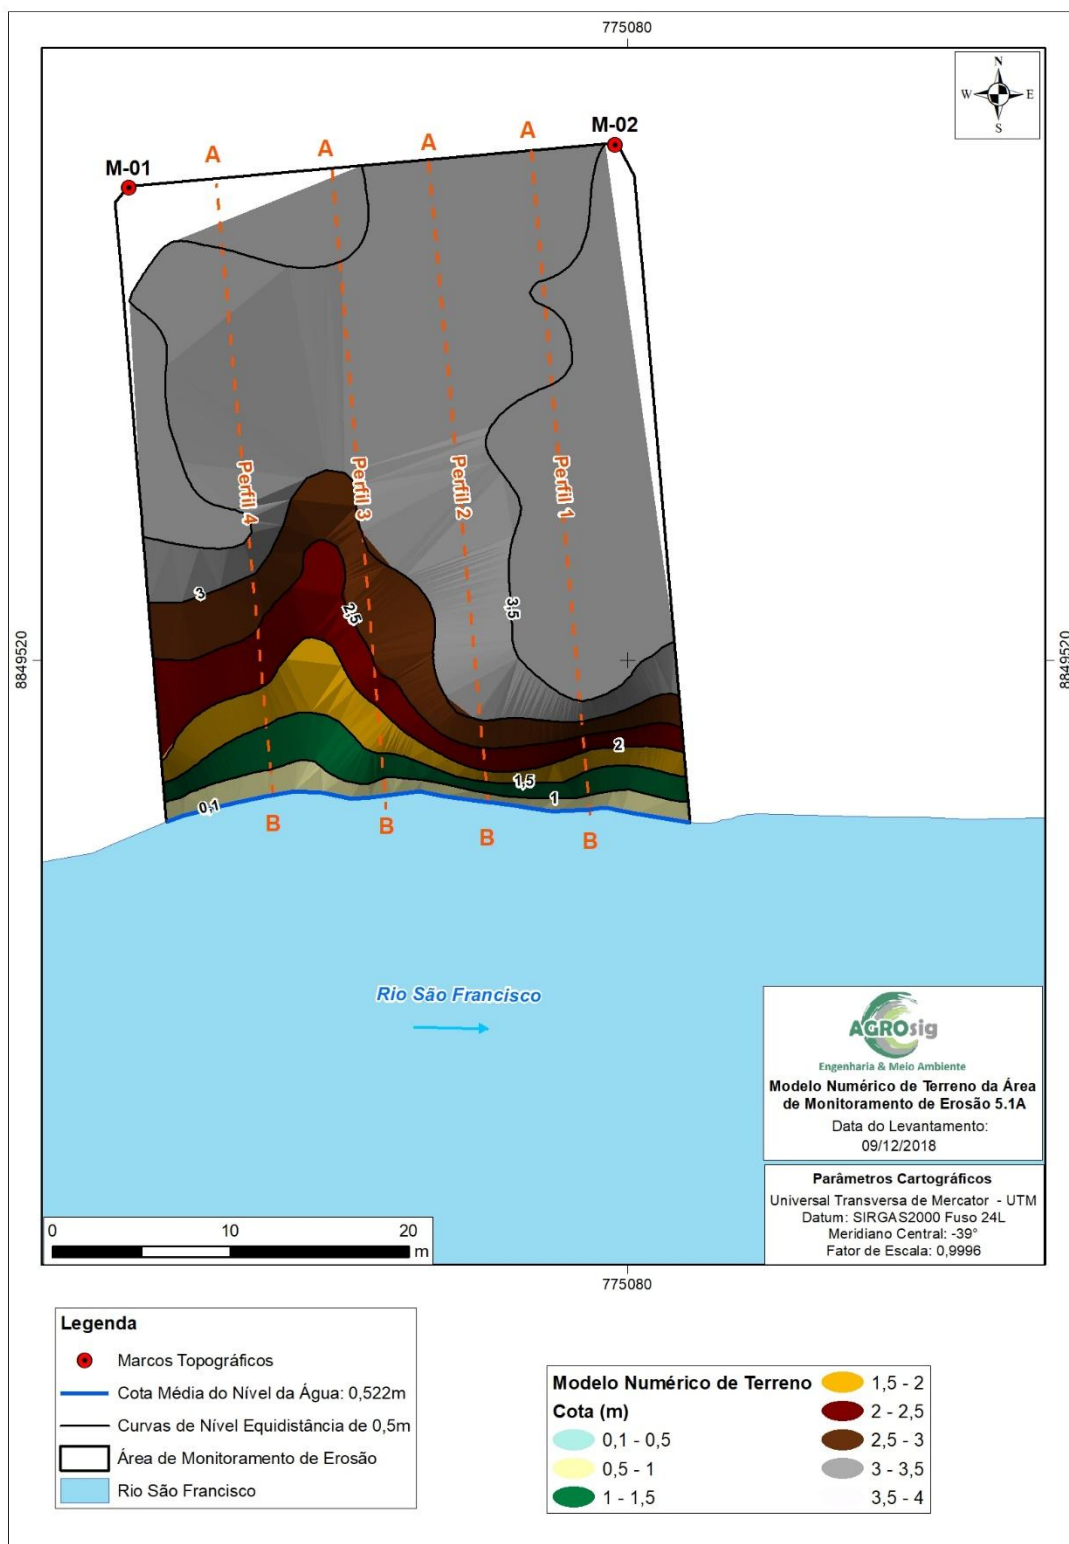 775080
N
W E
S
M-02
A
A
A
A
M-01
Perfil 4
Perfil 3
Perfil 2
Perfil 1
3
2,5
3,5
8849520
8849520
2
1,5
1
0,1
B
B
B
B
Rio São Francisco
AGROsig
Engenharia & Meio Ambiente
Modelo Numérico de Terreno da Área
de Monitoramento de Erosão 5.1A
Data do Levantamento:
09/12/2018
Parâmetros Cartográficos
Universal Transversa de Mercator - UTM
Datum: SIRGAS2000 Fuso 24L
Meridiano Central: -39°
Fator de Escala: 0,9996
0 10 20
m
775080
Legenda
Marcos Topográficos
Cota Média do Nível da Água: 0,522m
Curvas de Nível Equidistância de 0,5m
Área de Monitoramento de Erosão
Rio São Francisco
Modelo Numérico de Terreno
Cota (m)
0,1 - 0,5
0,5 - 1
1 - 1,5
1,5 - 2
2 - 2,5
2,5 - 3
3 - 3,5
3,5 - 4